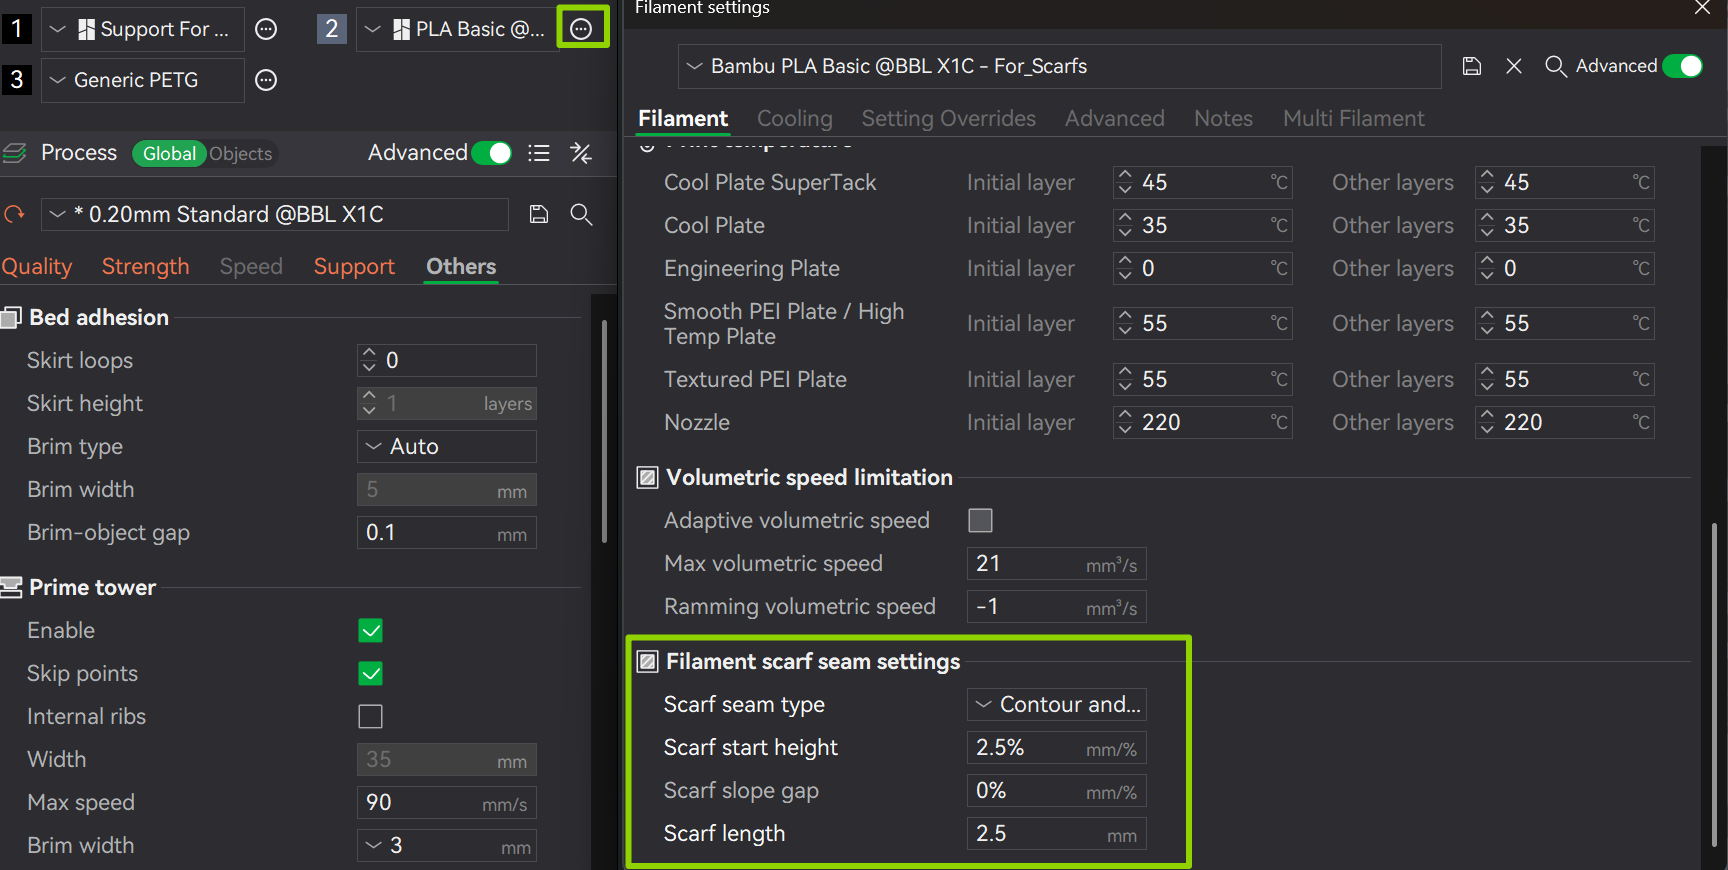 1 Support For ... 2 PLA Basic @...
3 Generic PETG
Process Global Objects Advanced
* 0.20mm Standard @BBL X1C
Quality Strength Speed Support Others
Bed adhesion
Skirt loops 0
Skirt height 1 layers
Brim type Auto
Brim width 5 mm
Brim-object gap 0.1 mm
Prime tower
Enable
Skip points
Internal ribs
Width 35 mm
Max speed 90 mm/s
Brim width 3 mm
Filament settings
Bambu PLA Basic @BBL X1C - For_Scarfs Advanced
Filament Cooling Setting Overrides Advanced Notes Multi Filament
Print temperature
Cool Plate SuperTack Initial layer 45 °C Other layers 45 °C
Cool Plate Initial layer 35 °C Other layers 35 °C
Engineering Plate Initial layer 0 °C Other layers 0 °C
Smooth PEI Plate / High
Temp Plate Initial layer 55 °C Other layers 55 °C
Textured PEI Plate Initial layer 55 °C Other layers 55 °C
Nozzle Initial layer 220 °C Other layers 220 °C
Volumetric speed limitation
Adaptive volumetric speed
Max volumetric speed 21 mm³/s
Ramming volumetric speed -1 mm³/s
Filament scarf seam settings
Scarf seam type Contour and...
Scarf start height 2.5% mm/%
Scarf slope gap 0% mm/%
Scarf length 2.5 mm